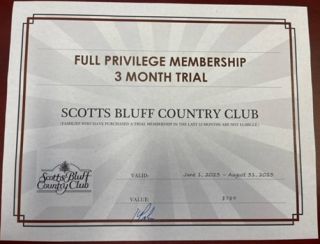 FULL PRIVILEGE MEMBERSHIP
3 MONTH TRIAL
SCOTTS BLUFF COUNTRY CLUB
(FAMILIES WHO HAVE PURCHASED A TRIAL MEMBERSHIP IN THE LAST 12 MONTHS ARE NOT ELIGIBLE)
Scotts Bluff
Country Club
VALID: June 1, 2025 - August 31, 2025
VALUE: